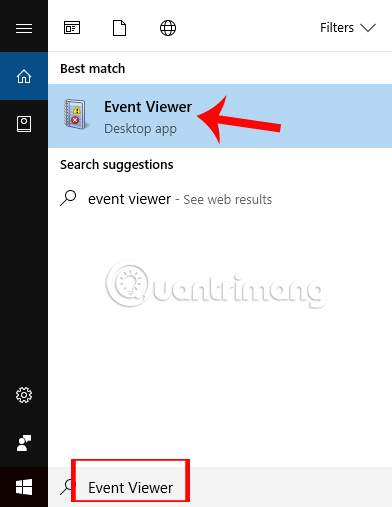 Filters
Best match
Event Viewer
Desktop app
Search suggestions
event viewer - See web results
Quantrimang
Event Viewer